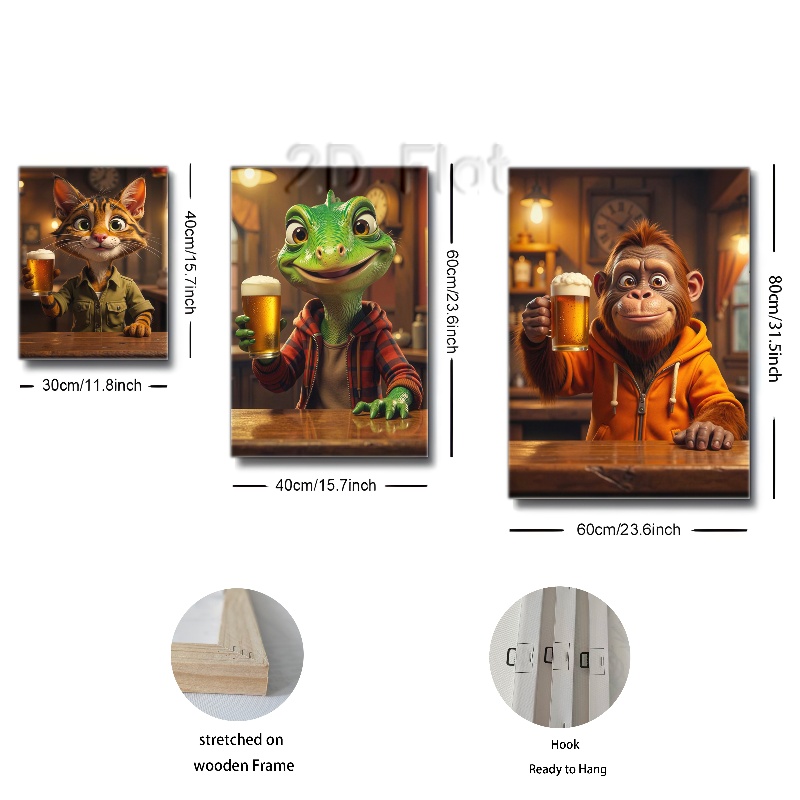 2D Flat
40cm/15.7inch
60cm/23.6inch
80cm/31.5inch
30cm/11.8inch
40cm/15.7inch
60cm/23.6inch
stretched on
wooden Frame
Hook
Ready to Hang